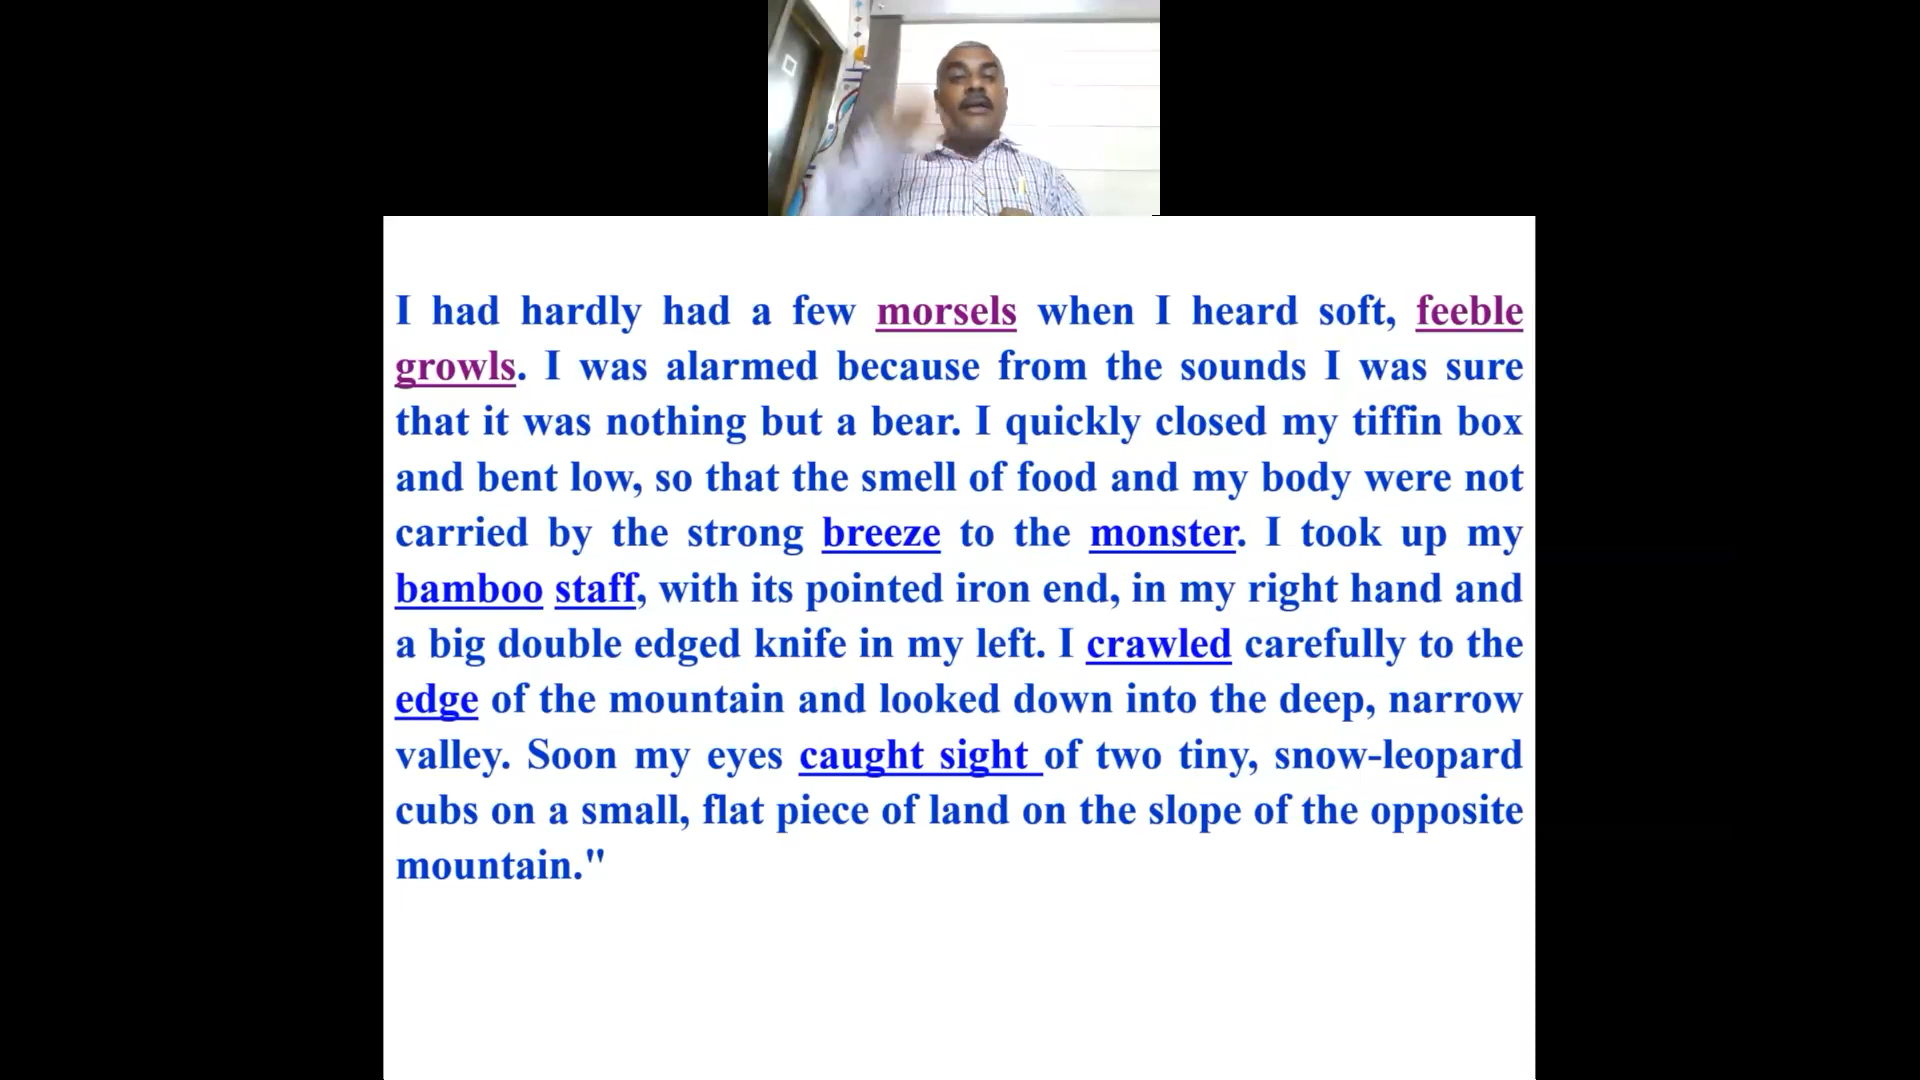 I had hardly had a few morsels when I heard soft, feeble
growls. I was alarmed because from the sounds I was sure
that it was nothing but a bear. I quickly closed my tiffin box
and bent low, so that the smell of food and my body were not
carried by the strong breeze to the monster. I took up my
bamboo staff, with its pointed iron end, in my right hand and
a big double edged knife in my left. I crawled carefully to the
edge of the mountain and looked down into the deep, narrow
valley. Soon my eyes caught sight of two tiny, snow-leopard
cubs on a small, flat piece of land on the slope of the opposite
mountain."